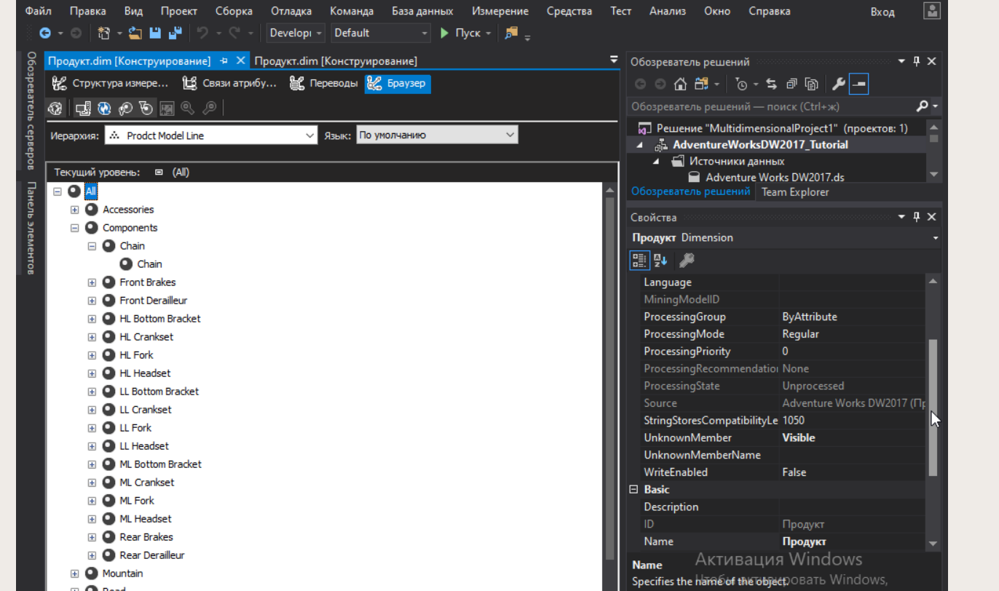 Файл Правка Вид Проект Сборка Отладка Команда База данных Измерение Средства Тест Анализ Окно Справка Вход
Developı Default Пуск
Обозреватель серверов
Панель элементов
Продукт.dim [Конструирование] Продукт.dim [Конструирование]
Структура измере... Связи атрибу... Переводы Браузер
Иерархия: Prodct Model Line Язык: По умолчанию
Текущий уровень: (All)
All
Accessories
Components
Chain
Chain
Front Brakes
Front Derailleur
HL Bottom Bracket
HL Crankset
HL Fork
HL Headset
LL Bottom Bracket
LL Crankset
LL Fork
LL Headset
ML Bottom Bracket
ML Crankset
ML Fork
ML Headset
Rear Brakes
Rear Derailleur
Mountain
Road
Обозреватель решений
Обозреватель решений — поиск (Ctrl+ж)
Решение "MultidimensionalProject1" (проектов: 1)
AdventureWorksDW2017_Tutorial
Источники данных
Adventure Works DW2017.ds
Обозреватель решений Team Explorer
Свойства
Продукт Dimension
Language
MiningModelID
ProcessingGroup ByAttribute
ProcessingMode Regular
ProcessingPriority 0
ProcessingRecommendatioı None
ProcessingState Unprocessed
Source Adventure Works DW2017 (Пр
StringStoresCompatibilityLe 1050
UnknownMember Visible
UnknownMemberName
WriteEnabled False
Basic
Description
ID Продукт
Name Продукт
Name
Specifies the name of the object.
Активация Windows
Чтобы активировать Windows,